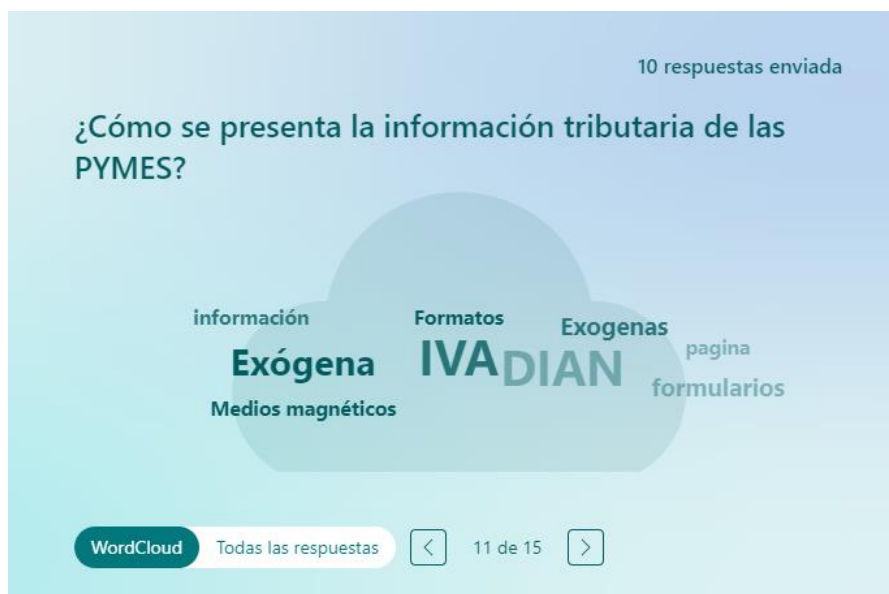 10 respuestas enviada
¿Cómo se presenta la información tributaria de las
PYMES?
información
Formatos
Exogenas
Exógena
IVA
DIAN
pagina
formularios
Medios magnéticos
WordCloud
Todas las respuestas
<
11 de 15
>